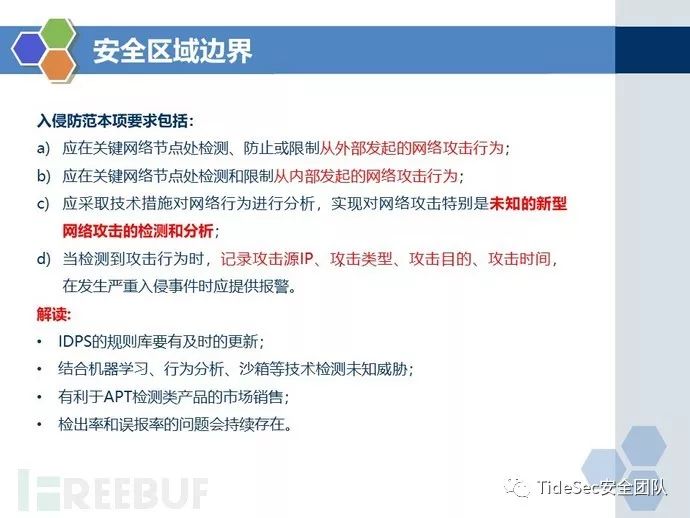 安全区域边界
入侵防范本项要求包括：
a) 应在关键网络节点处检测、防止或限制从外部发起的网络攻击行为；
b) 应在关键网络节点处检测和限制从内部发起的网络攻击行为；
c) 应采取技术措施对网络行为进行分析，实现对网络攻击特别是未知的新型
网络攻击的检测和分析；
d) 当检测到攻击行为时，记录攻击源IP、攻击类型、攻击目的、攻击时间，
在发生严重入侵事件时应提供报警。
解读:
• IDPS的规则库要有及时的更新；
• 结合机器学习、行为分析、沙箱等技术检测未知威胁；
• 有利于APT检测类产品的市场销售；
• 检出率和误报率的问题会持续存在。
FREEBUF
TideSec安全团队